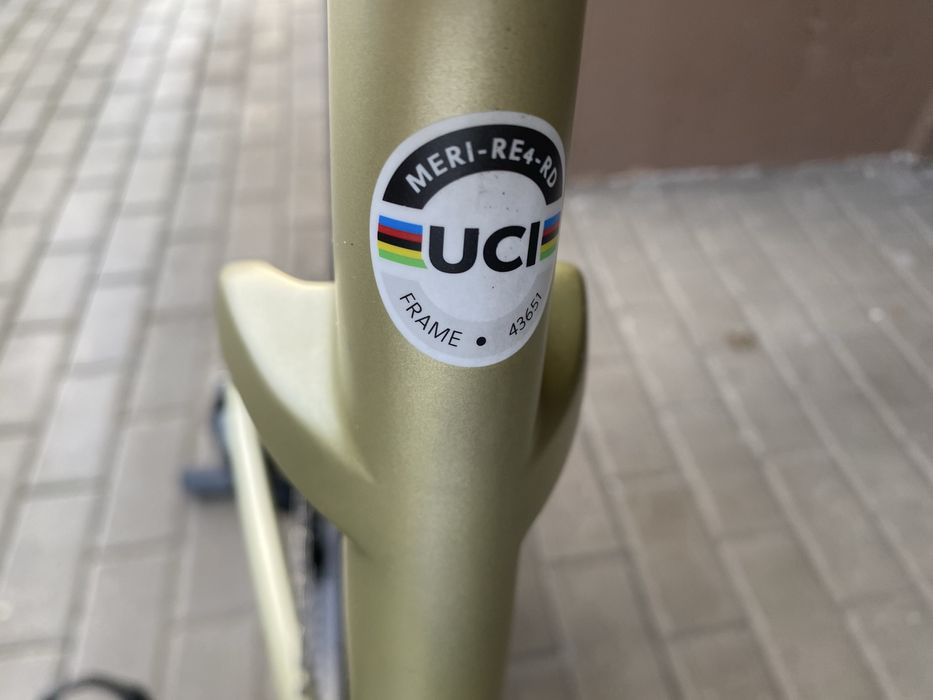 MERI-RE4-RD
UCI
FRAME • 43651